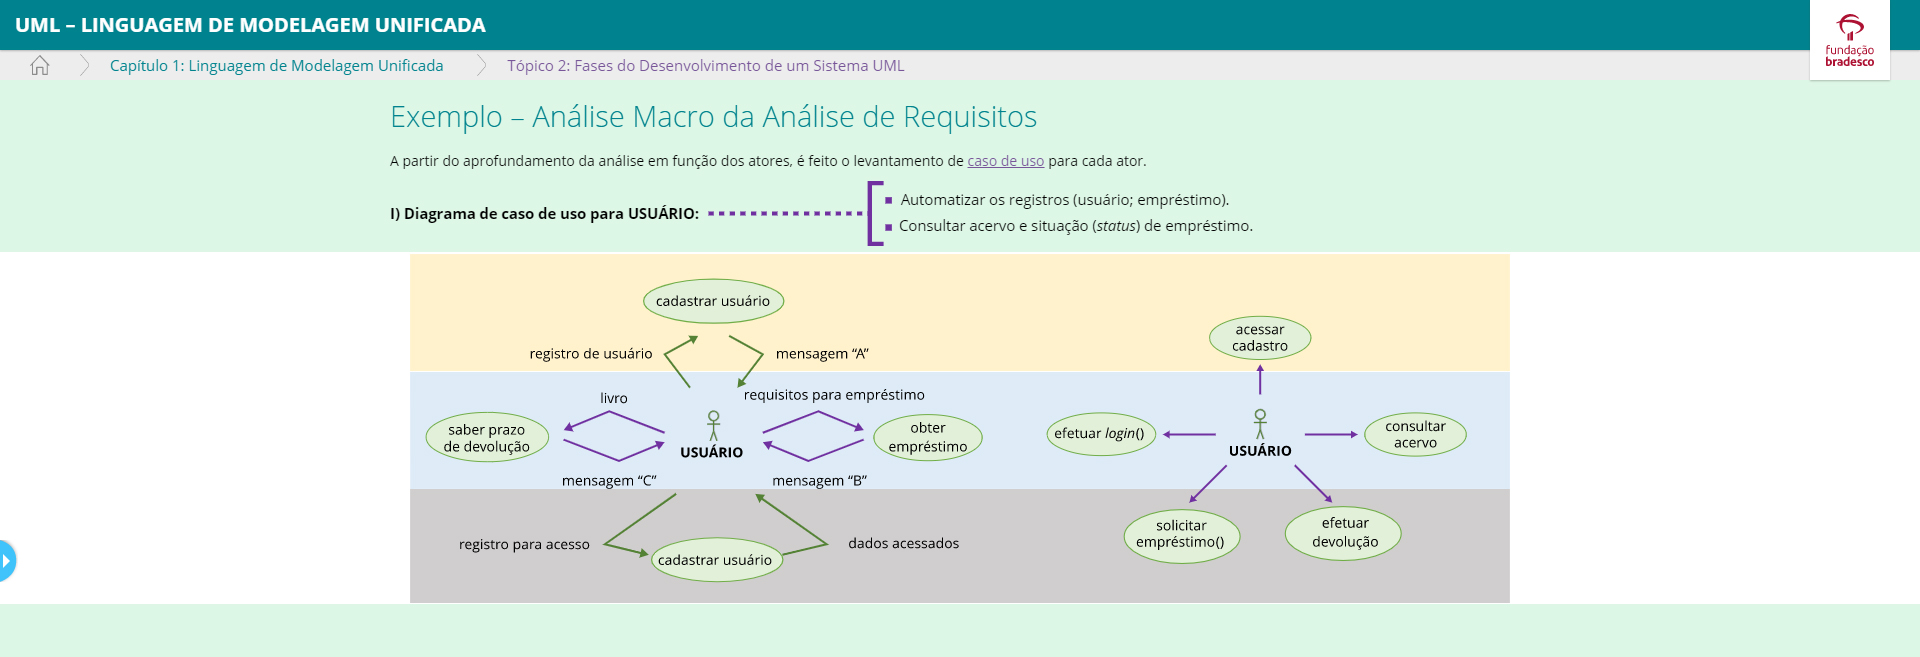 UML – LINGUAGEM DE MODELAGEM UNIFICADA
fundação
bradesco
Capítulo 1: Linguagem de Modelagem Unificada
Tópico 2: Fases do Desenvolvimento de um Sistema UML
Exemplo – Análise Macro da Análise de Requisitos
A partir do aprofundamento da análise em função dos atores, é feito o levantamento de caso de uso para cada ator.
I) Diagrama de caso de uso para USUÁRIO:
Automatizar os registros (usuário; empréstimo).
Consultar acervo e situação (status) de empréstimo.
cadastrar usuário
registro de usuário
mensagem “A”
livro
requisitos para empréstimo
saber prazo
de devolução
USUÁRIO
obter
empréstimo
mensagem “C”
mensagem “B”
registro para acesso
cadastrar usuário
dados acessados
acessar
cadastro
efetuar login()
USUÁRIO
consultar
acervo
solicitar
empréstimo()
efetuar
devolução